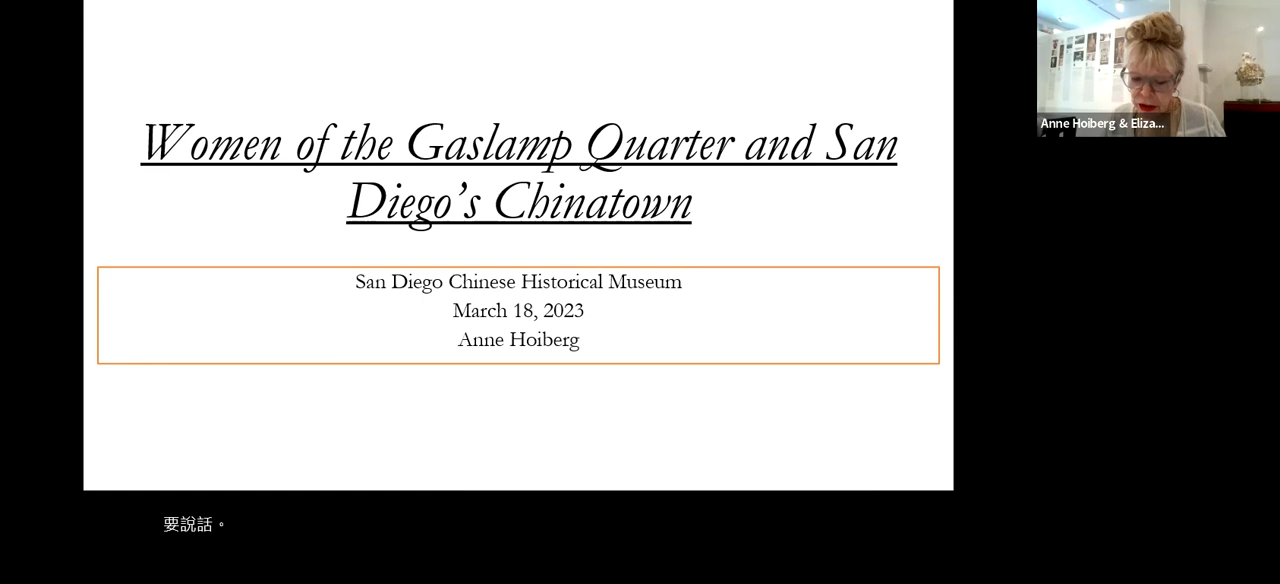 Women of the Gaslamp Quarter and San
Diego’s Chinatown
San Diego Chinese Historical Museum
March 18, 2023
Anne Hoiberg
Anne Hoiberg & Eliza...
要說話。